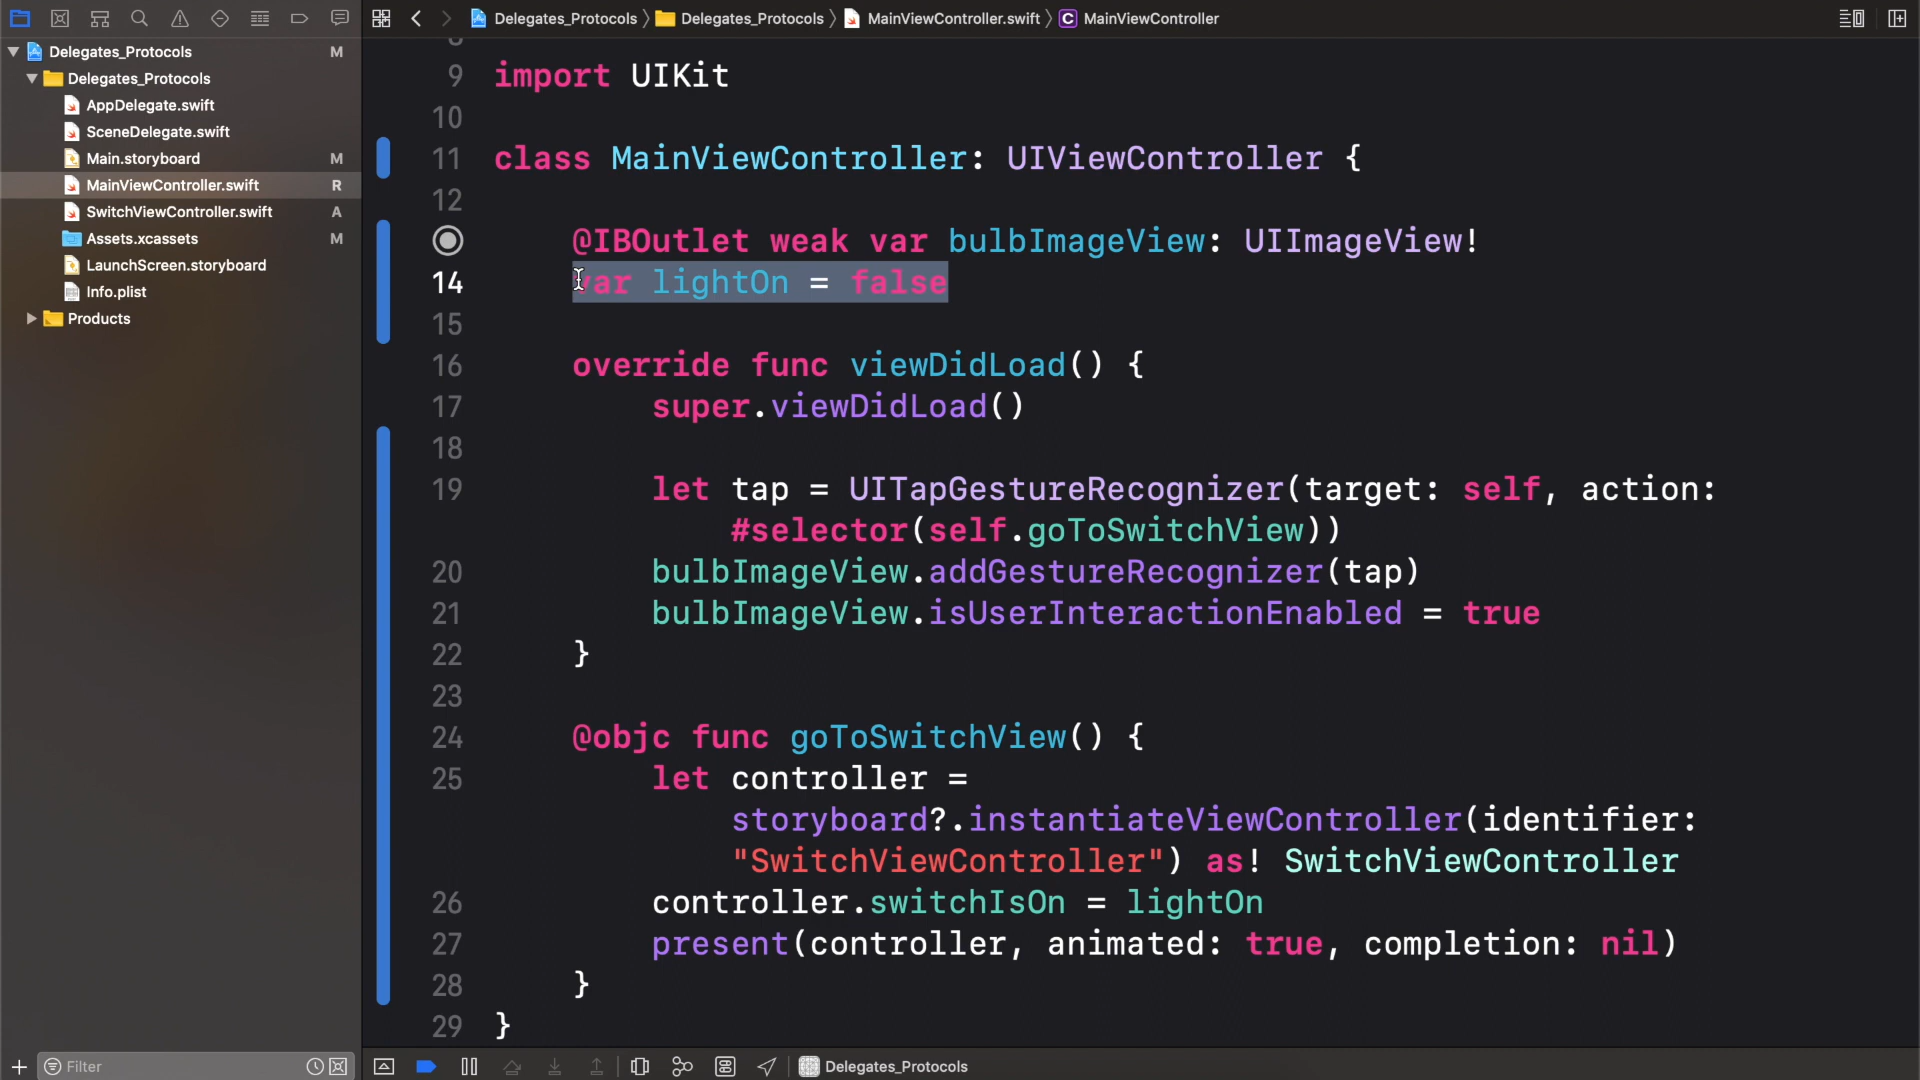 Delegates_Protocols 〉 Delegates_Protocols 〉 MainViewController.swift 〉 C MainViewController
Delegates_Protocols M
Delegates_Protocols
AppDelegate.swift
SceneDelegate.swift
Main.storyboard M
MainViewController.swift R
SwitchViewController.swift A
Assets.xcassets M
LaunchScreen.storyboard
Info.plist
Products
Filter
8
9 import UIKit
10
11 class MainViewController: UIViewController {
12
@IBOutlet weak var bulbImageView: UIImageView!
14 var lightOn = false
15
16 override func viewDidLoad() {
17 super.viewDidLoad()
18
19 let tap = UITapGestureRecognizer(target: self, action:
#selector(self.goToSwitchView))
20 bulbImageView.addGestureRecognizer(tap)
21 bulbImageView.isUserInteractionEnabled = true
22 }
23
24 @objc func goToSwitchView() {
25 let controller =
storyboard?.instantiateViewController(identifier:
"SwitchViewController") as! SwitchViewController
26 controller.switchIsOn = lightOn
27 present(controller, animated: true, completion: nil)
28 }
29 }
Delegates_Protocols